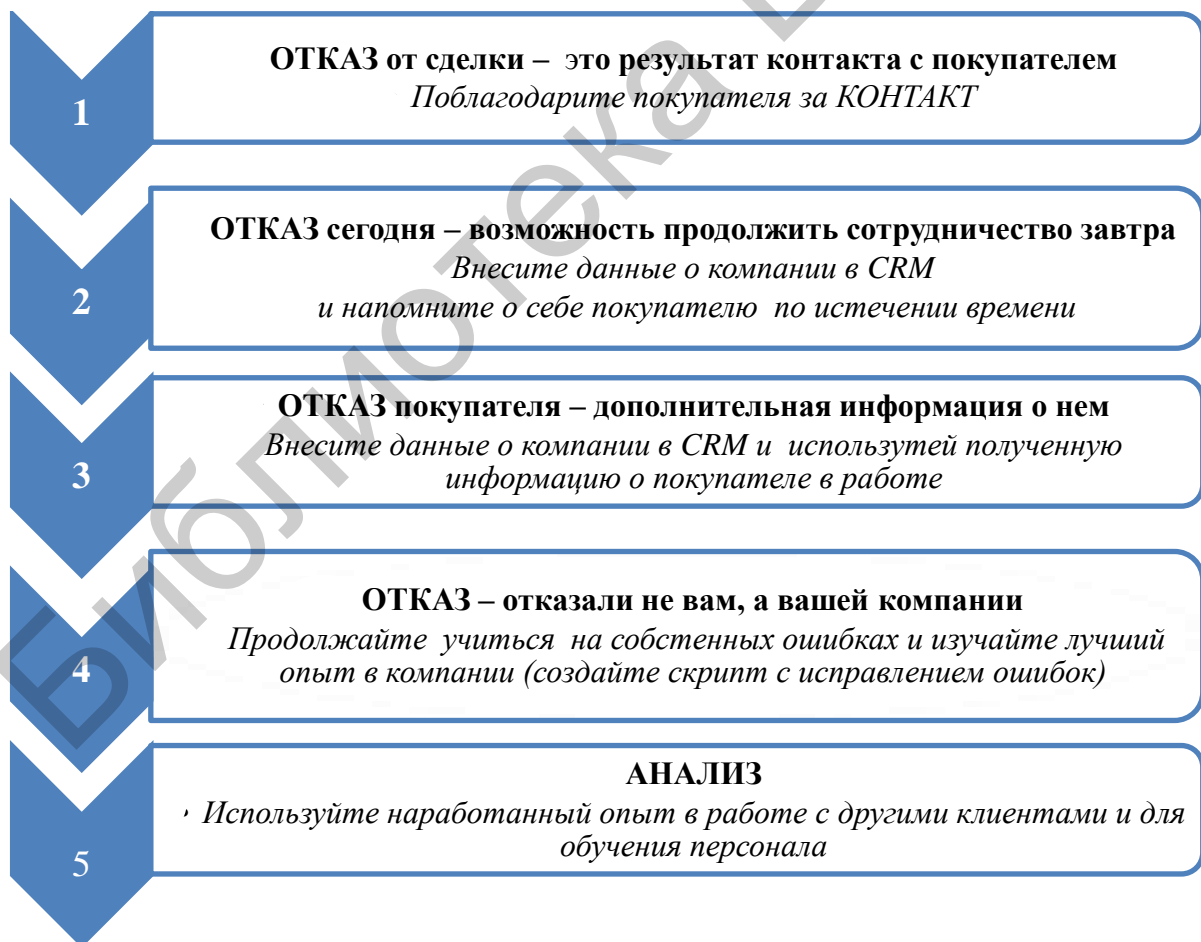 1
ОТКАЗ от сделки – это результат контакта с покупателем
Поблагодарите покупателя за КОНТАКТ
2
ОТКАЗ сегодня – возможность продолжить сотрудничество завтра
Внесите данные о компании в CRM
и напомните о себе покупателю по истечении времени
3
ОТКАЗ покупателя – дополнительная информация о нем
Внесите данные о компании в CRM и использутей полученную
информацию о покупателе в работе
4
ОТКАЗ – отказали не вам, а вашей компании
Продолжайте учиться на собстенных ошибках и изучайте лучший
опыт в компании (создайте скрипт с исправлением ошибок)
5
АНАЛИЗ
Используйте наработанный опыт в работе с другими клиентами и для
обучения персонала
Библиотека